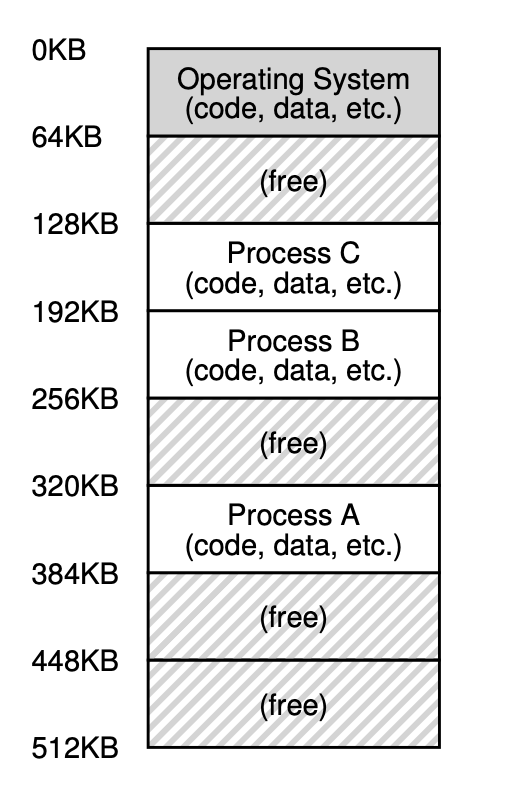 0KB
Operating System
(code, data, etc.)
64KB
(free)
128KB
Process C
(code, data, etc.)
192KB
Process B
(code, data, etc.)
256KB
(free)
320KB
Process A
(code, data, etc.)
384KB
(free)
448KB
(free)
512KB